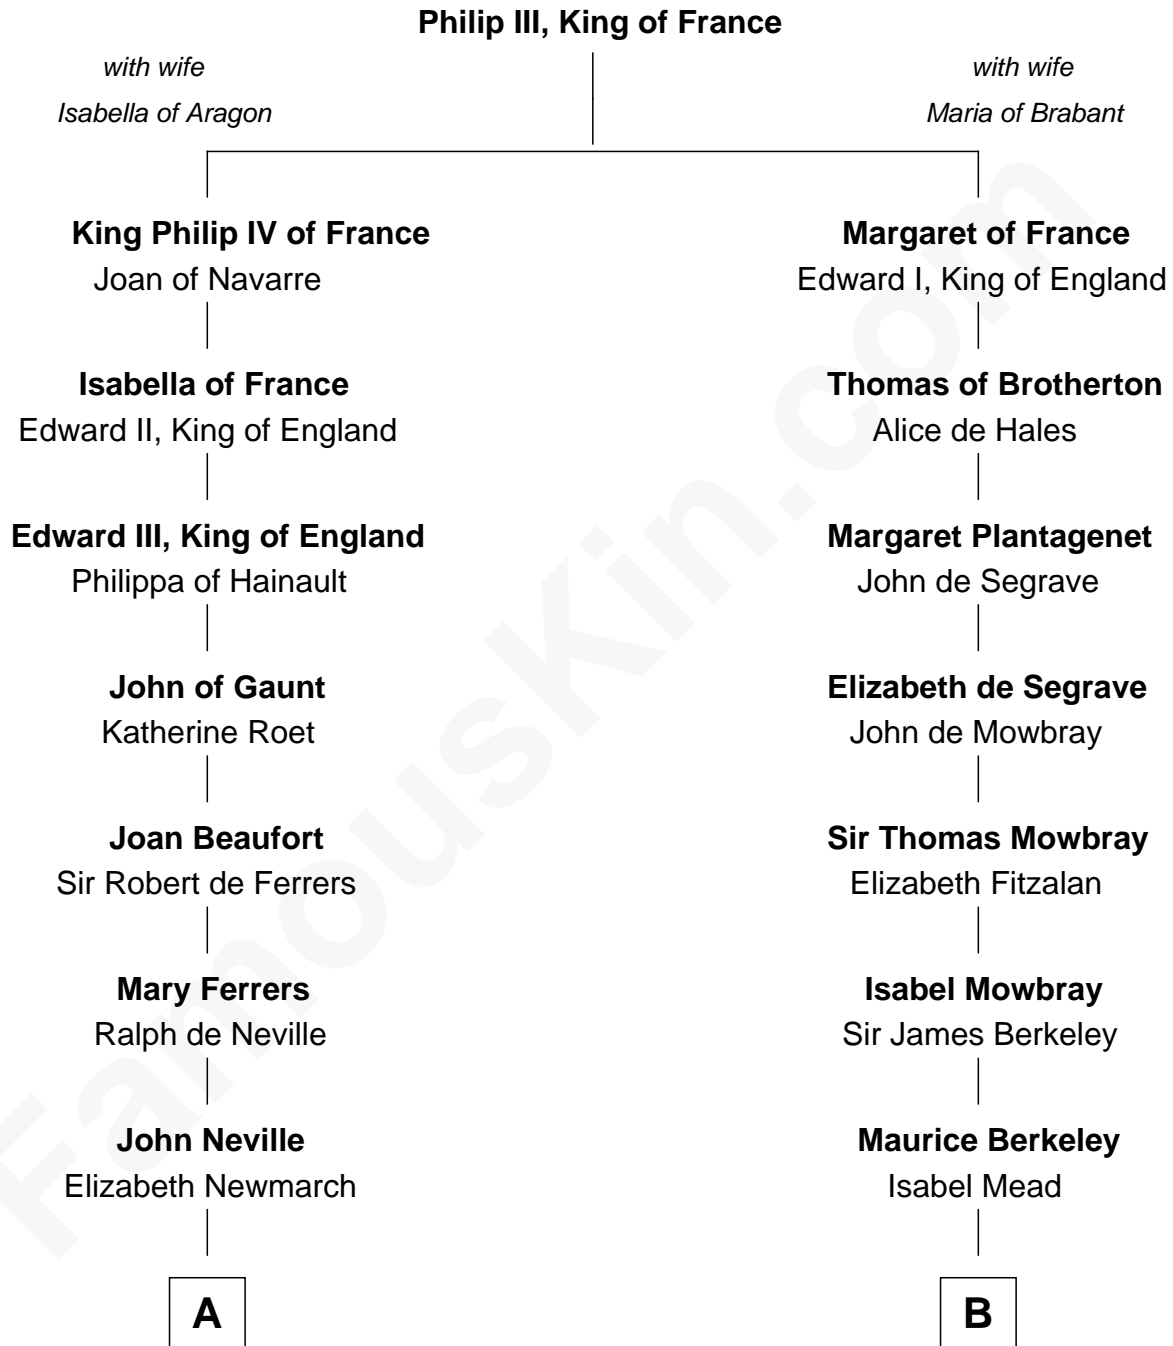 Philip III, King of France
with wife
Isabella of Aragon
with wife
Maria of Brabant
King Philip IV of France
Joan of Navarre
Margaret of France
Edward I, King of England
Isabella of France
Edward II, King of England
Thomas of Brotherton
Alice de Hales
Edward III, King of England
Philippa of Hainault
Margaret Plantagenet
John de Segrave
John of Gaunt
Katherine Roet
Elizabeth de Segrave
John de Mowbray
Joan Beaufort
Sir Robert de Ferrers
Sir Thomas Mowbray
Elizabeth Fitzalan
Mary Ferrers
Ralph de Neville
Isabel Mowbray
Sir James Berkeley
John Neville
Elizabeth Newmarch
Maurice Berkeley
Isabel Mead
A
B
FamousKin.com